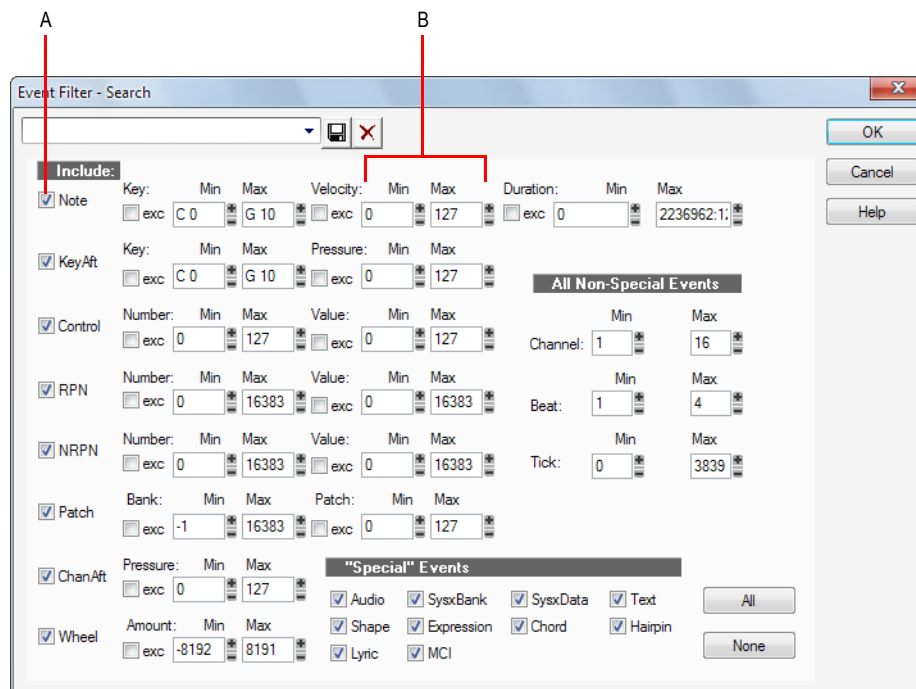 A B
Event Filter - Search
OK
Include:
Cancel
Note Key: Min Max Velocity: Min Max Duration: Min Max
exc C 0 G 10 exc 0 127 exc 0 2236962:1
Help
KeyAft Key: Min Max Pressure: Min Max
exc C 0 G 10 exc 0 127
All Non-Special Events
Control Number: Min Max Value: Min Max
exc 0 127 exc 0 127
Min Max
Channel: 1 16
RPN Number: Min Max Value: Min Max
exc 0 16383 exc 0 16383
Min Max
Beat: 1 4
NRPN Number: Min Max Value: Min Max
exc 0 16383 exc 0 16383
Min Max
Tick: 0 3839
Patch Bank: Min Max Patch: Min Max
exc -1 16383 exc 0 127
ChanAft Pressure: Min Max
exc 0 127
"Special" Events
Audio SysxBank SysxData Text All
Wheel Amount: Min Max
exc -8192 8191
Shape Expression Chord Hairpin
Lyric MCI None